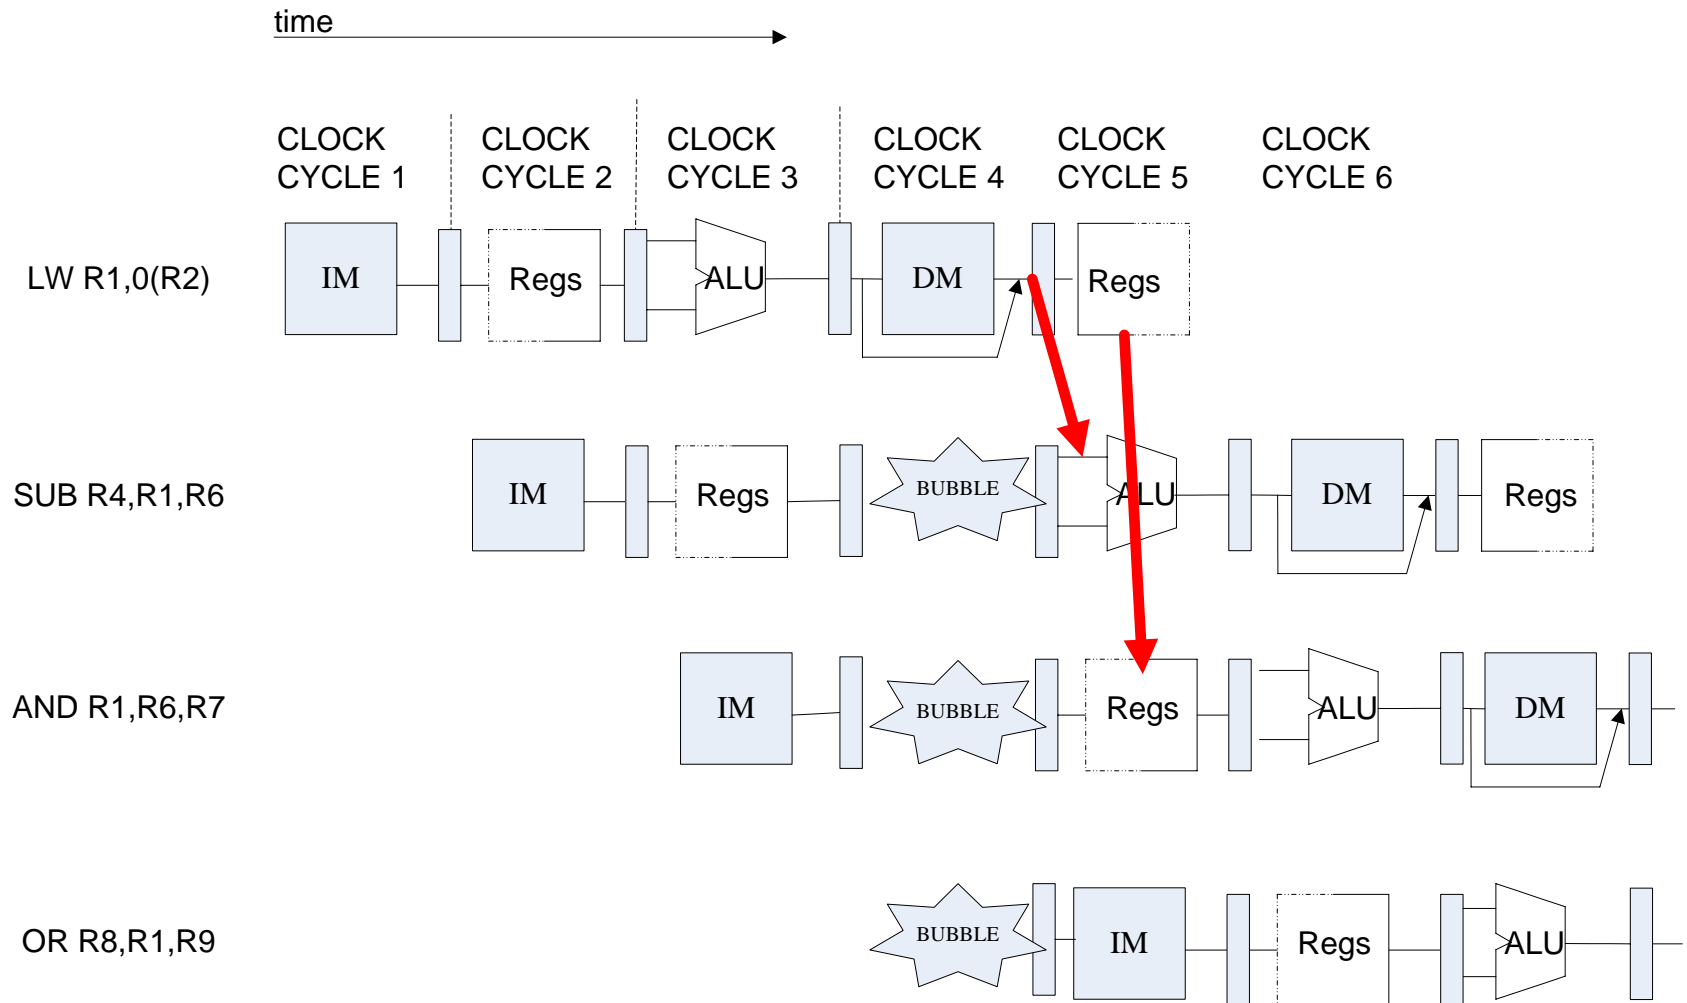 time
CLOCK CYCLE 1
CLOCK CYCLE 2
CLOCK CYCLE 3
CLOCK CYCLE 4
CLOCK CYCLE 5
CLOCK CYCLE 6
LW R1,0(R2)
IM
Regs
ALU
DM
Regs
SUB R4,R1,R6
IM
Regs
BUBBLE
ALU
DM
Regs
AND R1,R6,R7
IM
BUBBLE
Regs
ALU
DM
OR R8,R1,R9
BUBBLE
IM
Regs
ALU